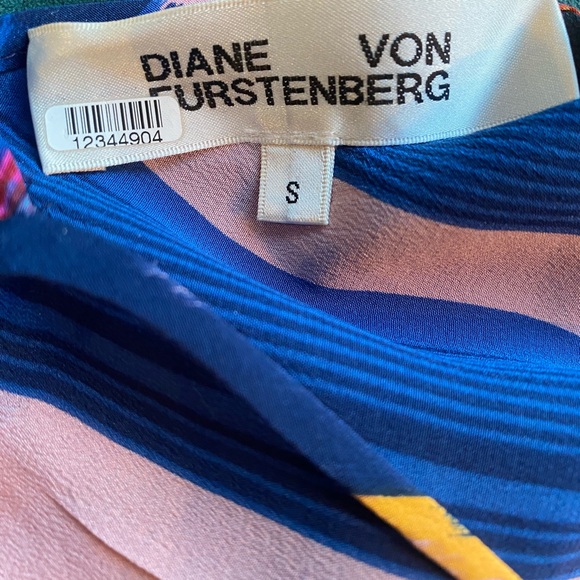 DIANE VON
FURSTENBERG
12344904
S